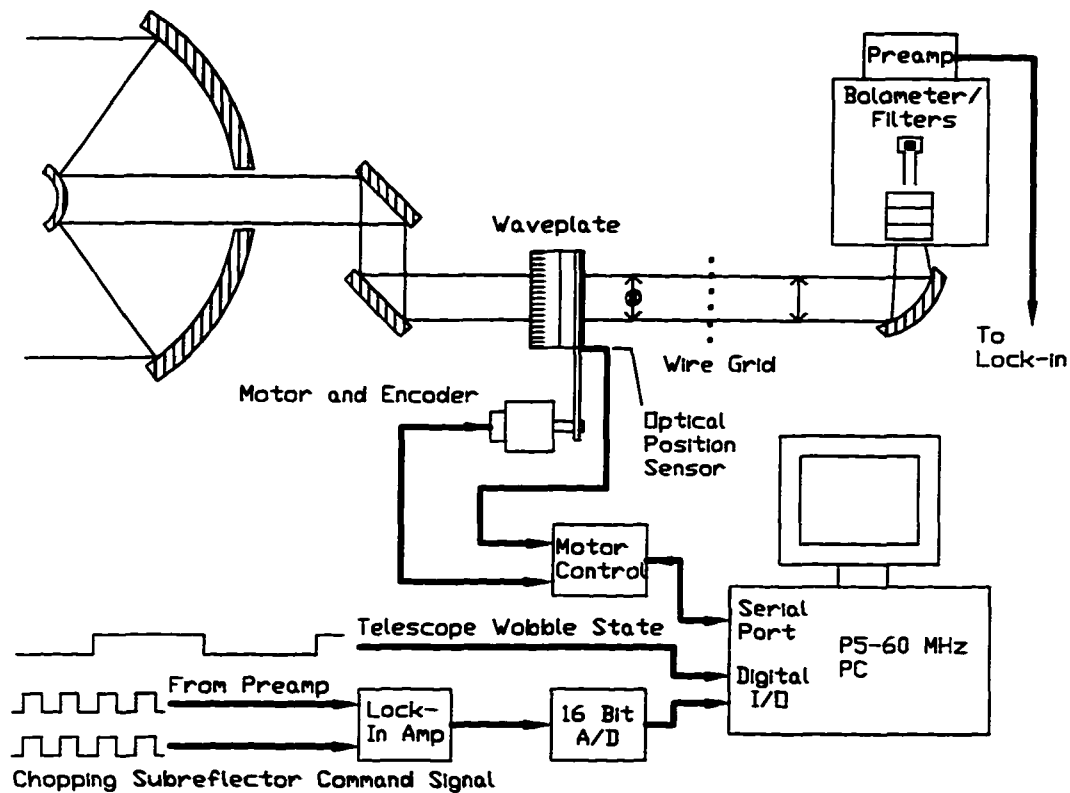 Preamp
Bolometer/
Filters
Waveplate
To
Lock-in
Wire Grid
Motor and Encoder
Optical
Position
Sensor
Motor
Control
Serial
Port
P5-60 MHz
PC
Telescope Wobble State
Digital
I/O
From Preamp
Lock-
In Amp
16 Bit
A/D
Chopping Subreflector Command Signal